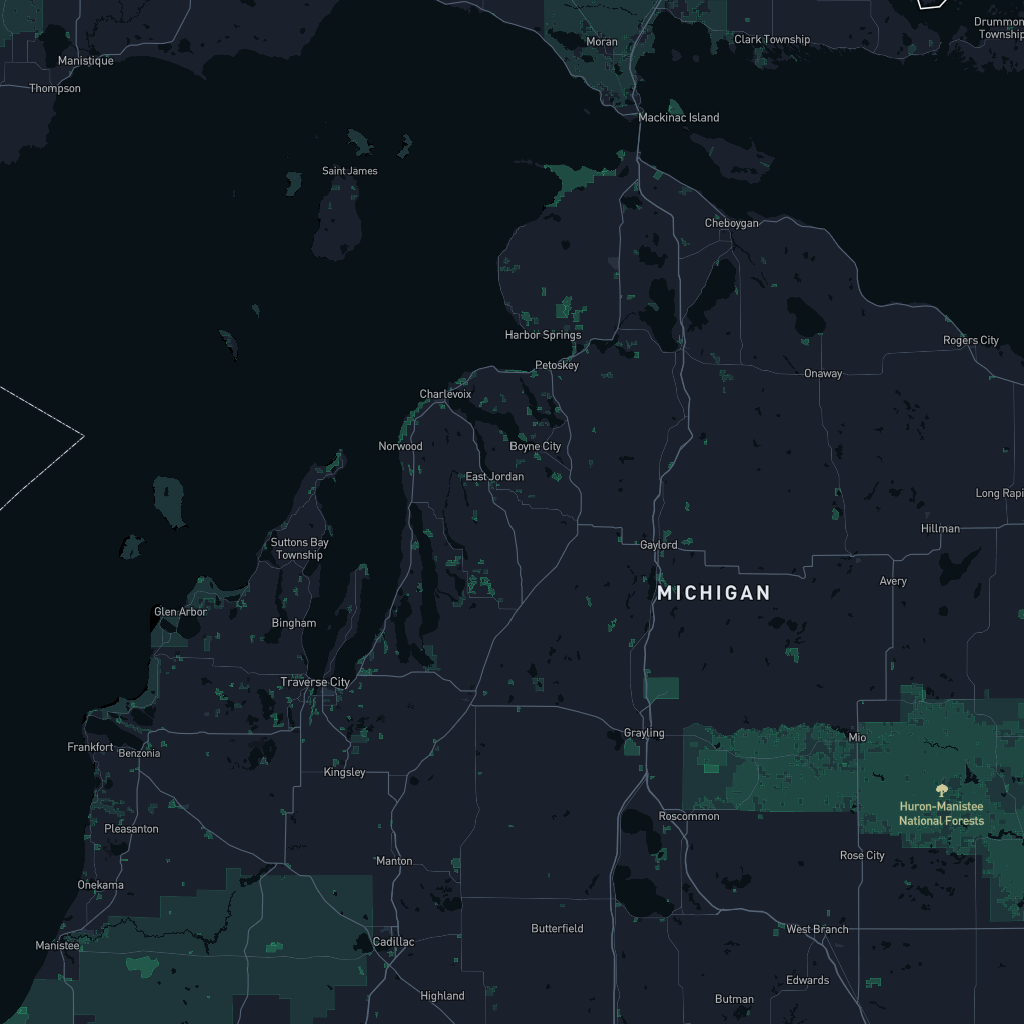 Drummon
Township
Moran
Clark Township
Manistique
Thompson
Mackinac Island
Saint James
Cheboygan
Harbor Springs
Rogers City
Petoskey
Onaway
Charlevoix
Norwood
Boyne City
East Jordan
Long Rapi
Hillman
Suttons Bay
Township
Gaylord
Avery
MICHIGAN
Glen Arbor
Bingham
Traverse City
Grayling
Mio
Frankfort
Benzonia
Kingsley
Huron-Manistee
National Forests
Roscommon
Pleasanton
Rose City
Manton
Onekama
Butterfield
West Branch
Manistee
Cadillac
Edwards
Highland
Butman